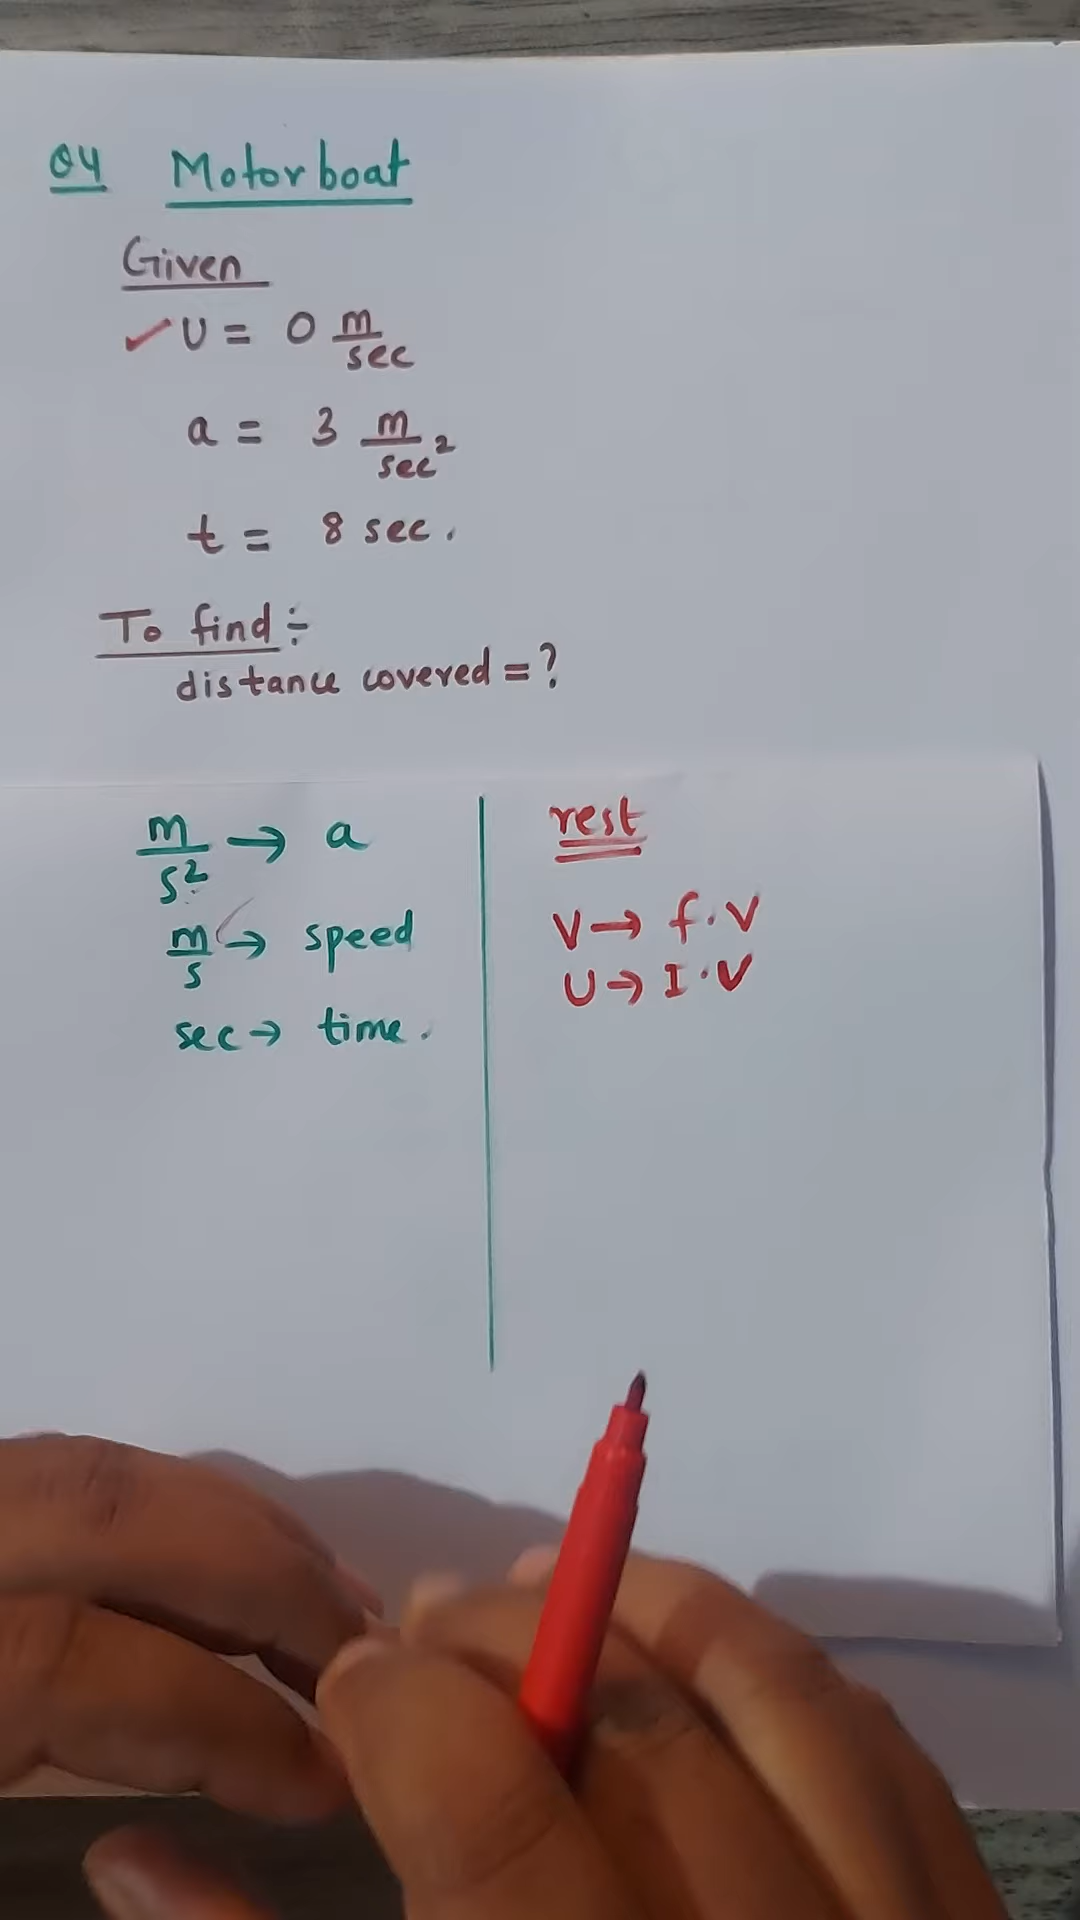 Q4 Motorboat
Given
✓ U = 0 m/sec
a = 3 m/sec²
t = 8 sec.
To find ÷
distance covered = ?
m/s² → a
m/s → speed
sec → time.
rest
V → f.V
U → I.V